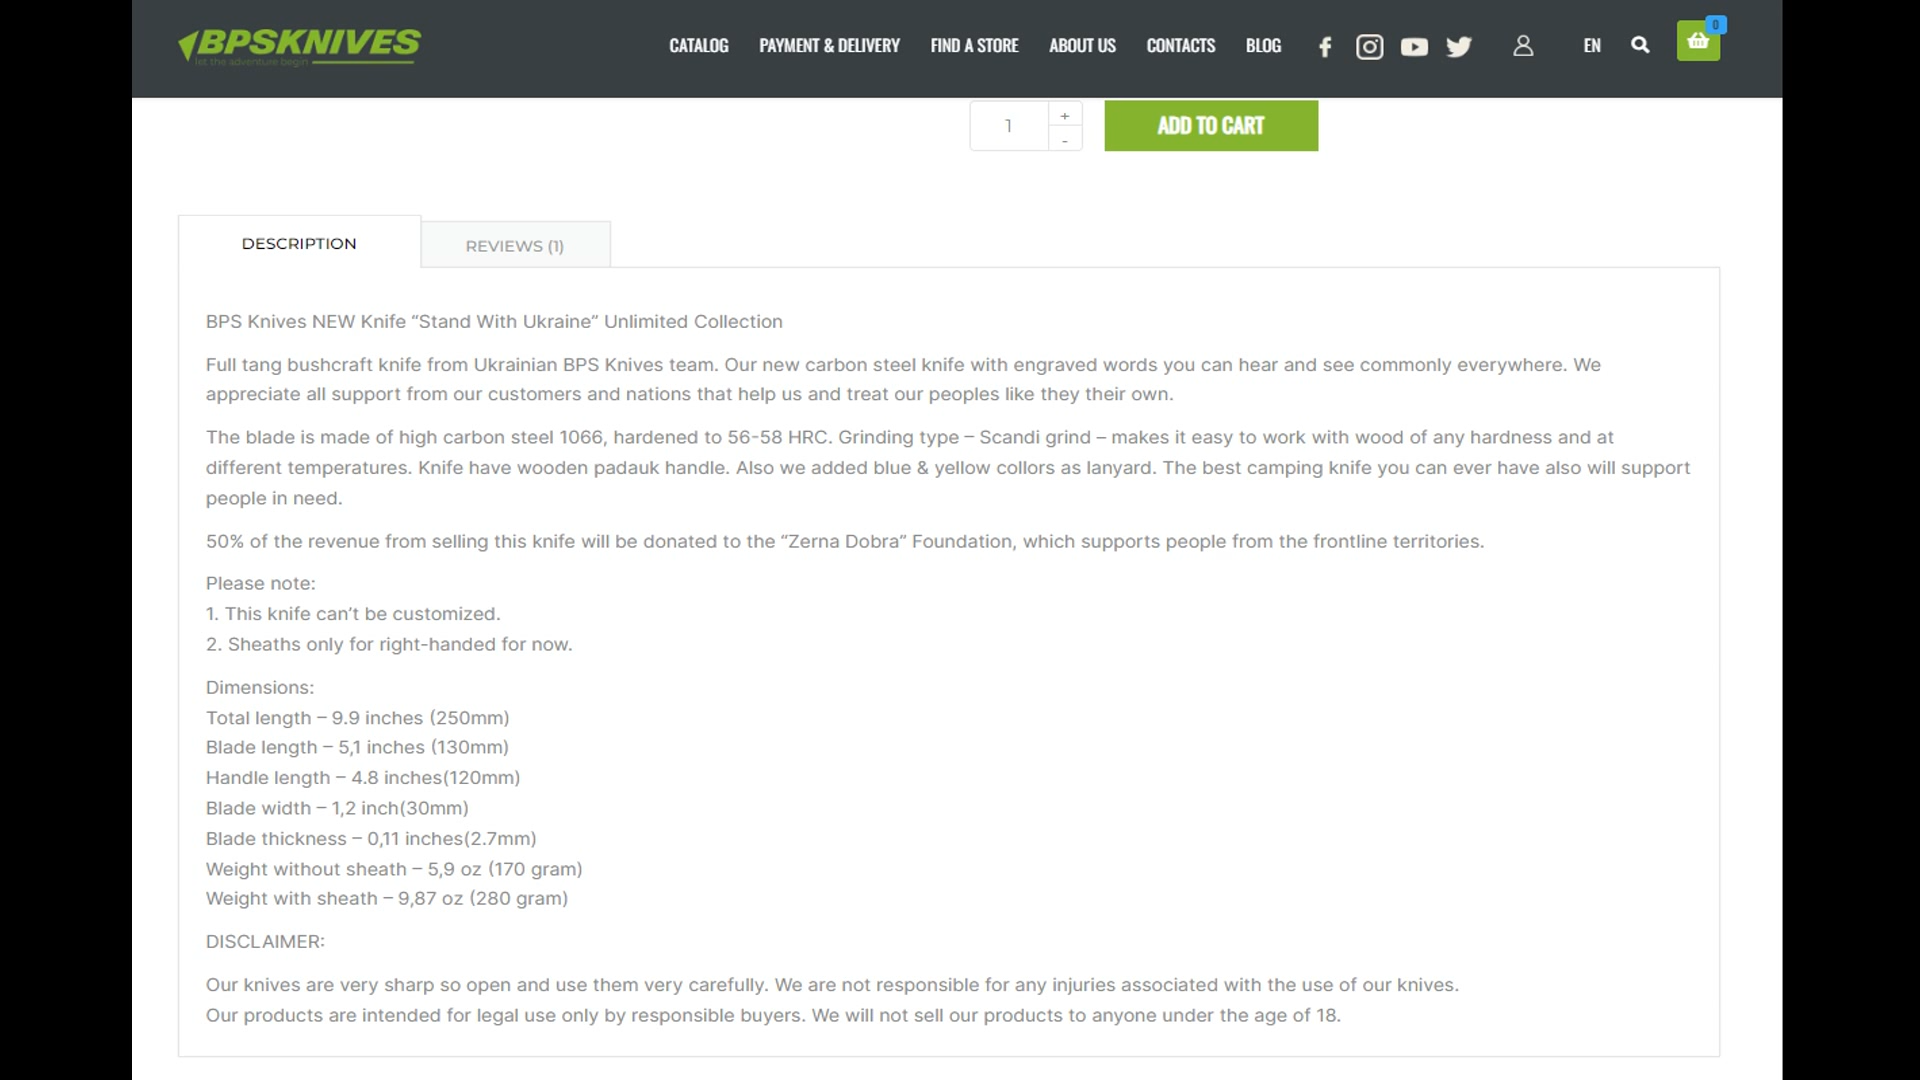 BPSKNIVES
let the adventure begin
CATALOG PAYMENT & DELIVERY FIND A STORE ABOUT US CONTACTS BLOG EN 0
1 + -
ADD TO CART
DESCRIPTION REVIEWS (1)
BPS Knives NEW Knife “Stand With Ukraine” Unlimited Collection
Full tang bushcraft knife from Ukrainian BPS Knives team. Our new carbon steel knife with engraved words you can hear and see commonly everywhere. We
appreciate all support from our customers and nations that help us and treat our peoples like they their own.
The blade is made of high carbon steel 1066, hardened to 56-58 HRC. Grinding type – Scandi grind – makes it easy to work with wood of any hardness and at
different temperatures. Knife have wooden padauk handle. Also we added blue & yellow collors as lanyard. The best camping knife you can ever have also will support
people in need.
50% of the revenue from selling this knife will be donated to the “Zerna Dobra” Foundation, which supports people from the frontline territories.
Please note:
1. This knife can’t be customized.
2. Sheaths only for right-handed for now.
Dimensions:
Total length – 9.9 inches (250mm)
Blade length – 5,1 inches (130mm)
Handle length – 4.8 inches(120mm)
Blade width – 1,2 inch(30mm)
Blade thickness – 0,11 inches(2.7mm)
Weight without sheath – 5,9 oz (170 gram)
Weight with sheath – 9,87 oz (280 gram)
DISCLAIMER:
Our knives are very sharp so open and use them very carefully. We are not responsible for any injuries associated with the use of our knives.
Our products are intended for legal use only by responsible buyers. We will not sell our products to anyone under the age of 18.